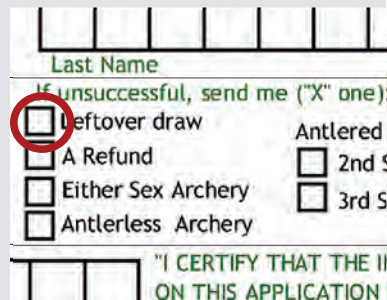 Last Name
If unsuccessful, send me ("X" one):
Leftover draw
Antlered
A Refund
2nd S
Either Sex Archery
3rd S
Antlerless Archery
"I CERTIFY THAT THE IN
ON THIS APPLICATION